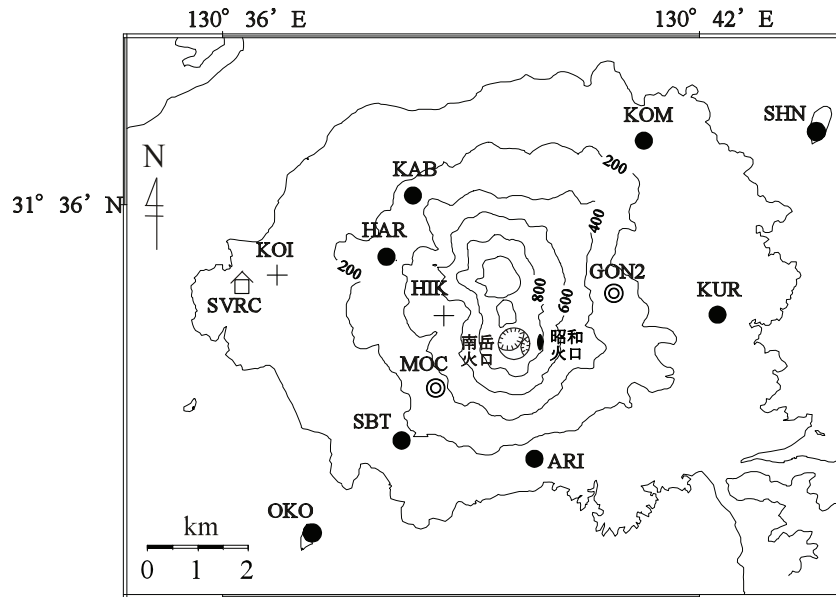 130° 36’ E
130° 42’ E
SHN
KOM
N
200
KAB
31° 36’ N
400
HAR
KOI
200
GON2
HIK
800
600
KUR
SVRC
南岳
火口
昭和
火口
MOC
SBT
ARI
OKO
km
0 1 2